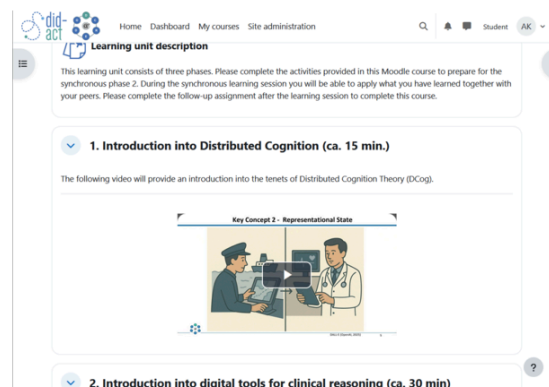 did-act
Home Dashboard My courses Site administration
Student AK
Learning unit description
This learning unit consists of three phases. Please complete the activities provided in this Moodle course to prepare for the
synchronous phase 2. During the synchronous learning session you will be able to apply what you have learned together with
your peers. Please complete the follow-up assignment after the learning session to complete this course.
1. Introduction into Distributed Cognition (ca. 15 min.)
The following video will provide an introduction into the tenets of Distributed Cognition Theory (DCog).
Key Concept 2 - Representational State
2. Introduction into digital tools for clinical reasoning (ca. 30 min)
?